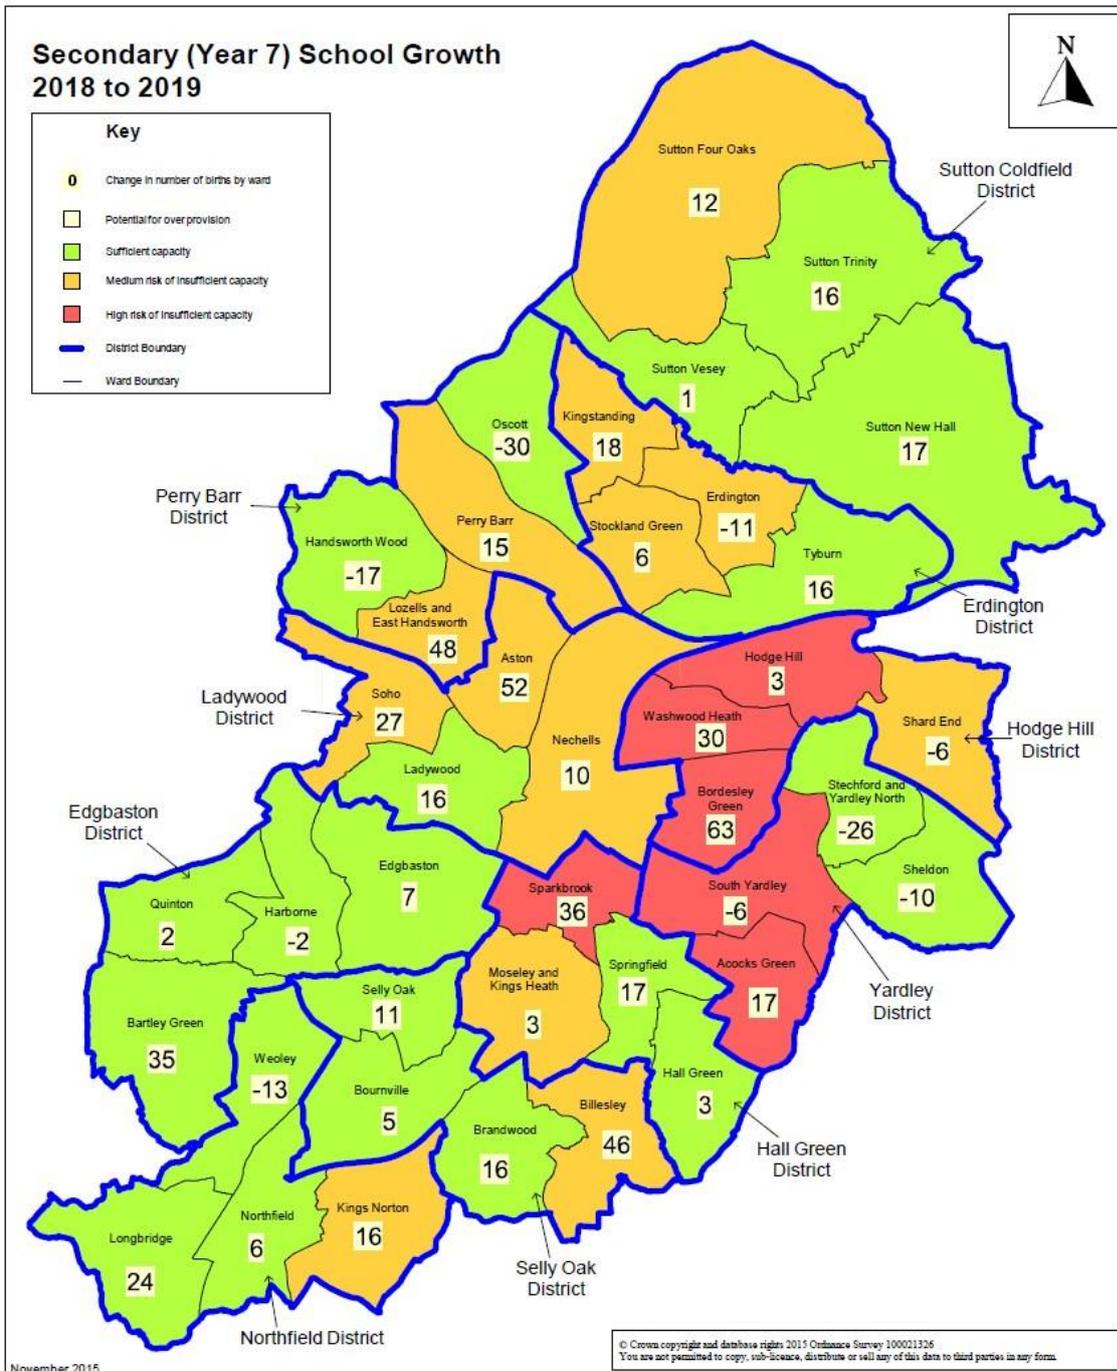 Secondary (Year 7) School Growth
2018 to 2019
N
Key
0 Change in number of births by ward
Potential for over provision
Sufficient capacity
Medium risk of insufficient capacity
High risk of insufficient capacity
District Boundary
Ward Boundary
Sutton Four Oaks
12
Sutton Coldfield
District
Sutton Trinity
16
Sutton Vesey
1
Sutton New Hall
17
Oscott
-30
Kingstanding
18
Erdington
-11
Stockland Green
6
Tyburn
16
Erdington
District
Perry Barr
District
Perry Barr
15
Handsworth Wood
-17
Lozells and
East Handsworth
48
Aston
52
Ladywood
District
Soho
27
Ladywood
16
Nechells
10
Hodge Hill
3
Washwood Heath
30
Bordesley
Green
63
Shard End
-6
Hodge Hill
District
Stechford and
Yardley North
-26
Sheldon
-10
South Yardley
-6
Acocks Green
17
Yardley
District
Edgbaston
District
Quinton
2
Harborne
-2
Edgbaston
7
Bartley Green
35
Sparkbrook
36
Moseley and
Kings Heath
3
Springfield
17
Hall Green
3
Hall Green
District
Selly Oak
11
Bournville
5
Brandwood
16
Billesley
46
Selly Oak
District
Weoley
-13
Longbridge
24
Northfield
6
Kings Norton
16
Northfield District
November 2015
© Crown copyright and database rights 2015 Ordnance Survey 100021326
You are not permitted to copy, sub-licence, distribute or sell any of this data to third parties in any form.